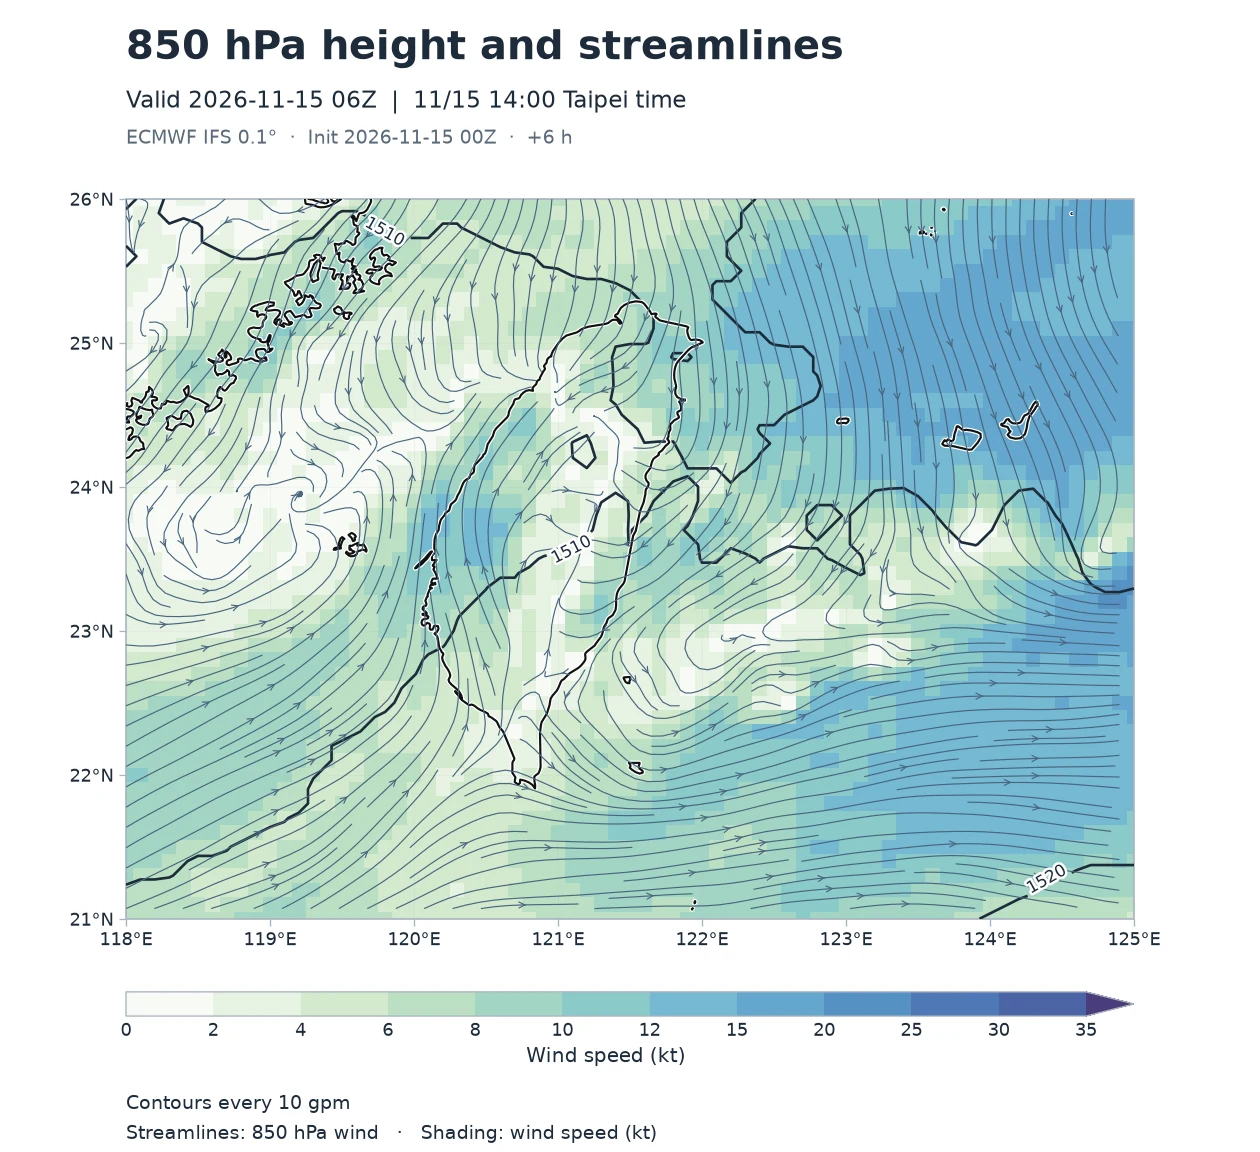 850 hPa height and streamlines
Valid 2026-11-15 06Z | 11/15 14:00 Taipei time
ECMWF IFS 0.1° · Init 2026-11-15 00Z · +6 h
26°N
1510
25°N
24°N
1510
23°N
22°N
1520
21°N
118°E 119°E 120°E 121°E 122°E 123°E 124°E 125°E
0 2 4 6 8 10 12 15 20 25 30 35
Wind speed (kt)
Contours every 10 gpm
Streamlines: 850 hPa wind · Shading: wind speed (kt)